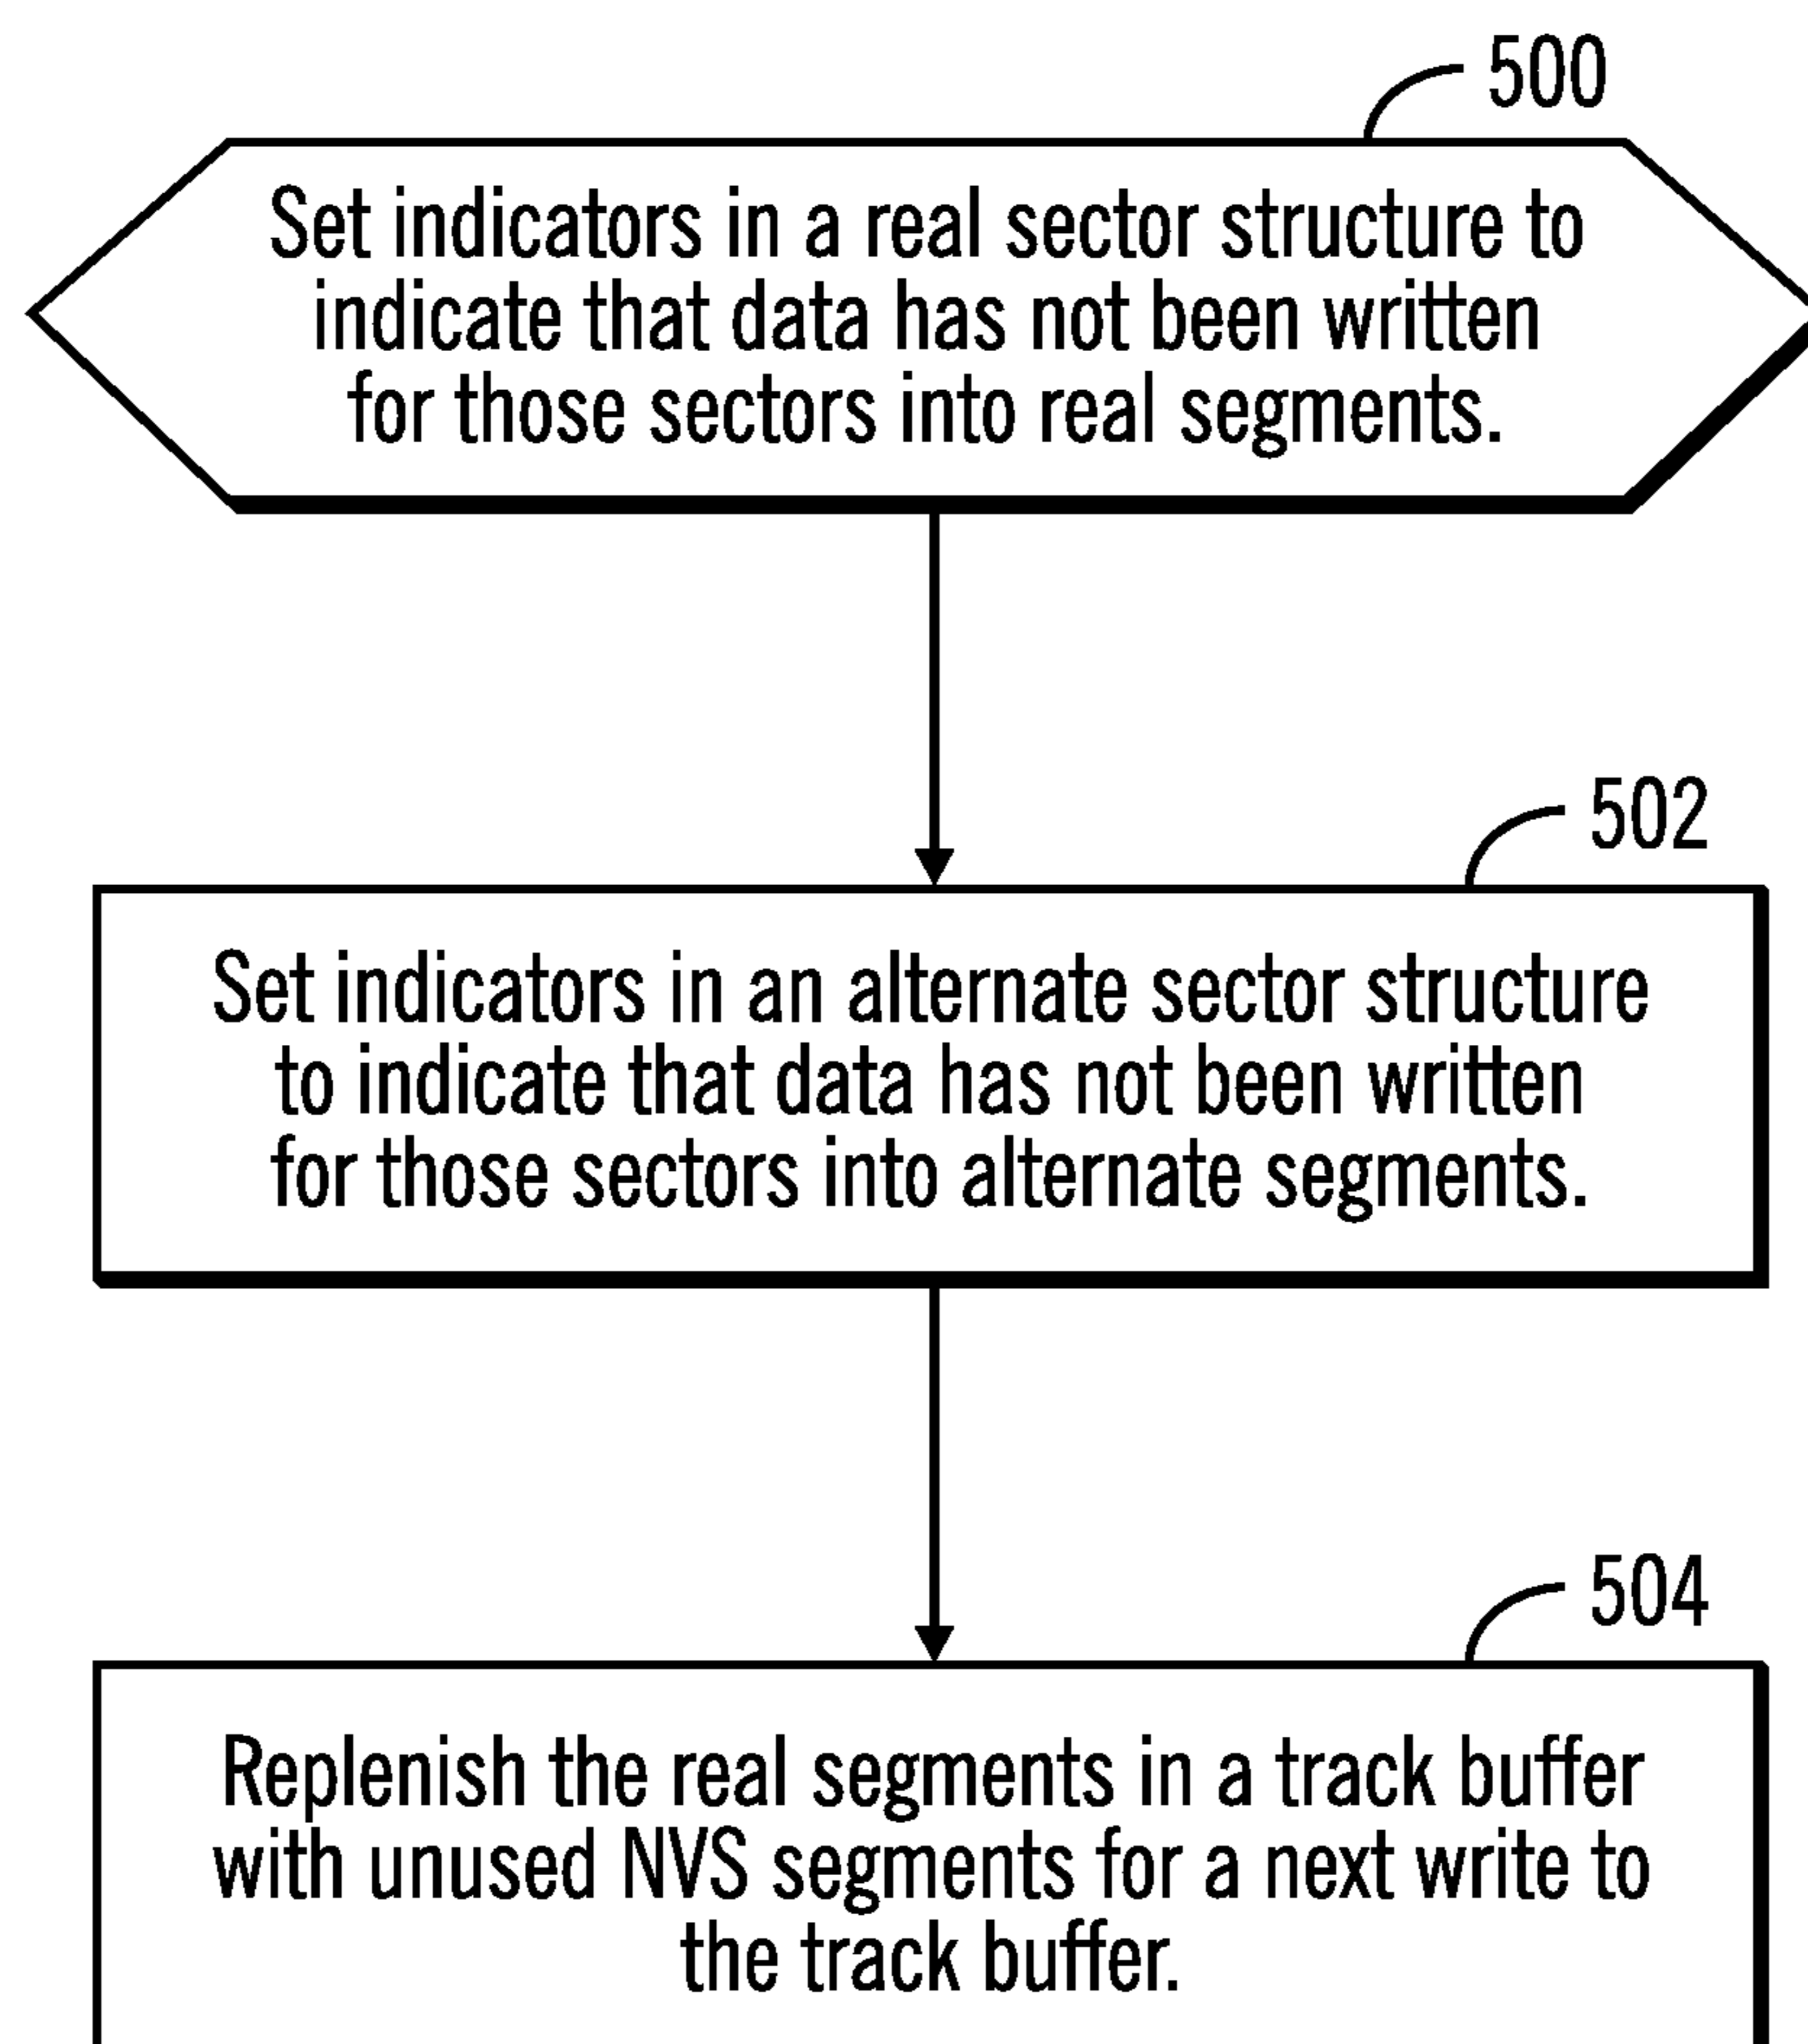 500
Set indicators in a real sector structure to
indicate that data has not been written
for those sectors into real segments.
502
Set indicators in an alternate sector structure
to indicate that data has not been written
for those sectors into alternate segments.
504
Replenish the real segments in a track buffer
with unused NVS segments for a next write to
the track buffer.